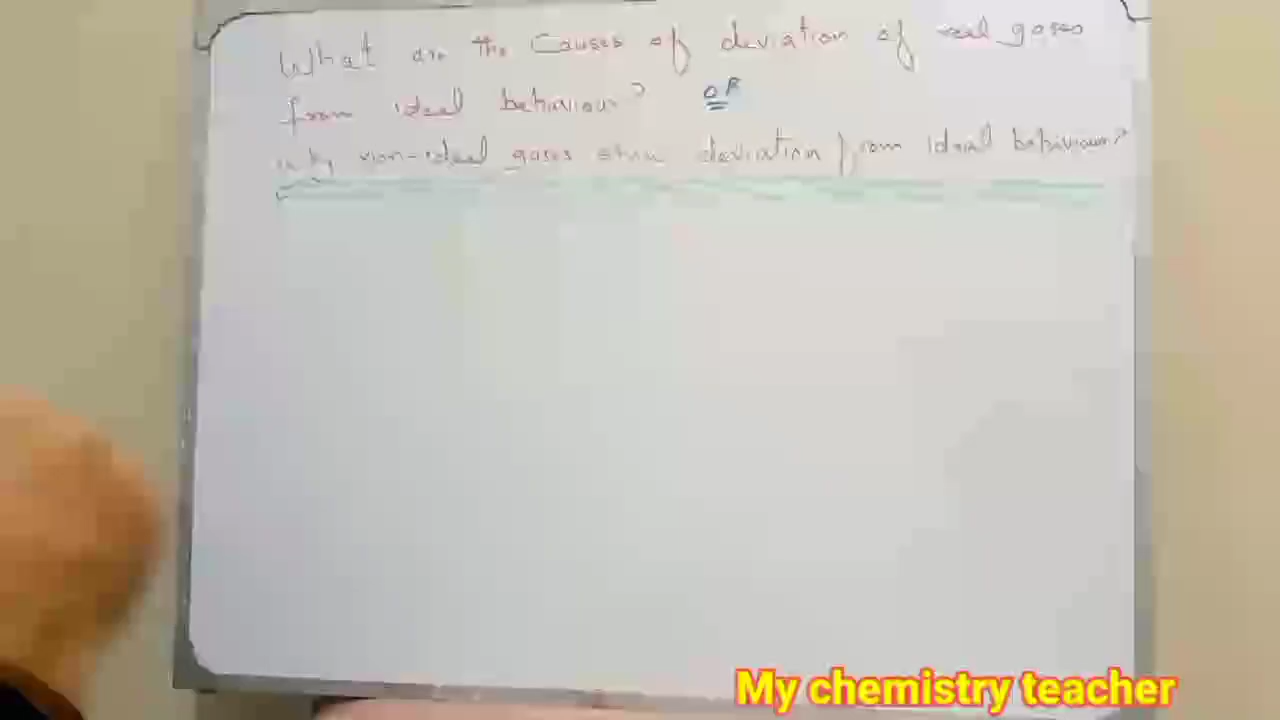 What are the Causes of deviation of real gases
from ideal behaviour? OR
why non-ideal gases show deviation from ideal behiviour?
My chemistry teacher